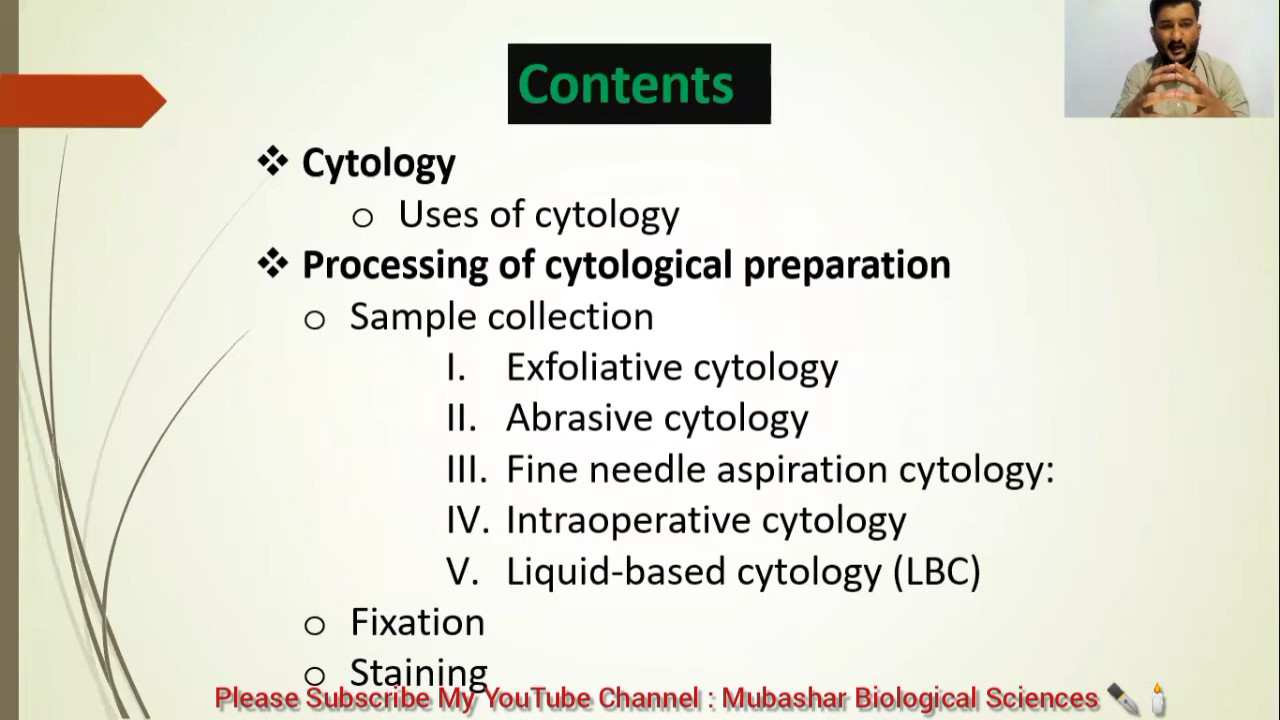 Contents
❖ Cytology
o Uses of cytology
❖ Processing of cytological preparation
o Sample collection
I. Exfoliative cytology
II. Abrasive cytology
III. Fine needle aspiration cytology:
IV. Intraoperative cytology
V. Liquid-based cytology (LBC)
o Fixation
o Staining
Please Subscribe My YouTube Channel : Mubashar Biological Sciences ✒️🕯️